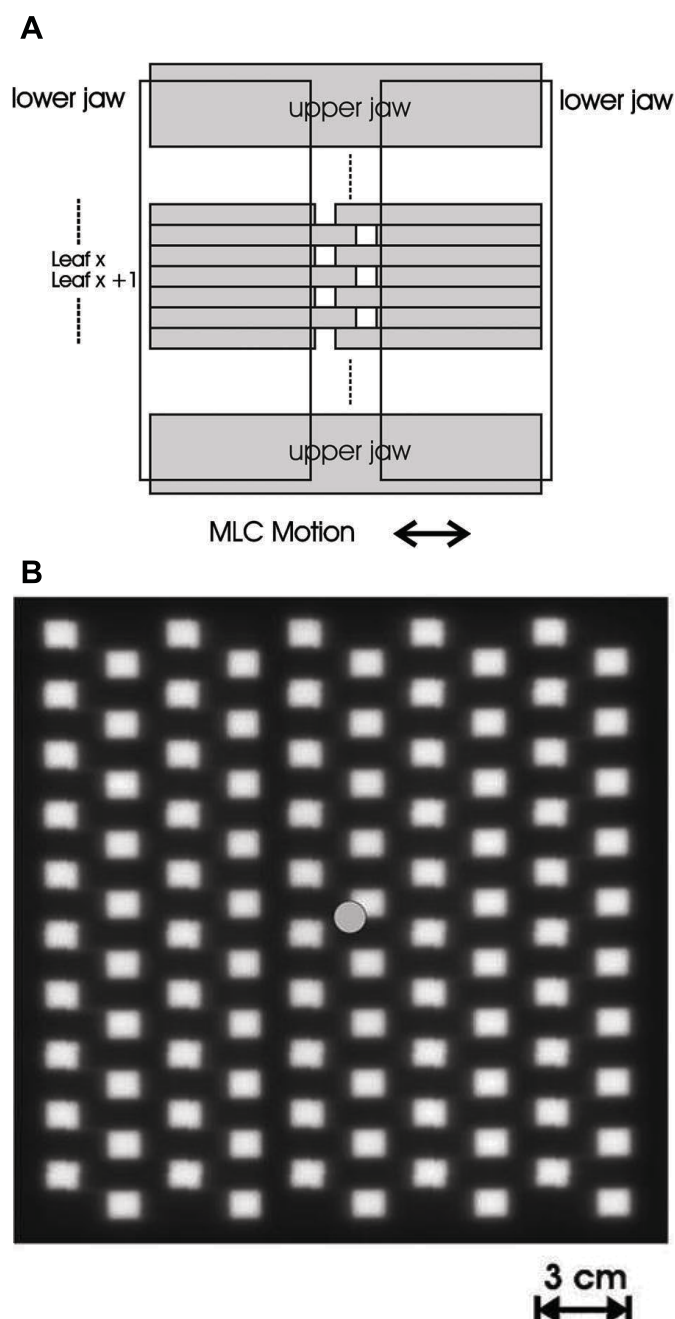 A
lower jaw
upper jaw
lower jaw
Leaf x
Leaf x +1
upper jaw
MLC Motion
B
3 cm